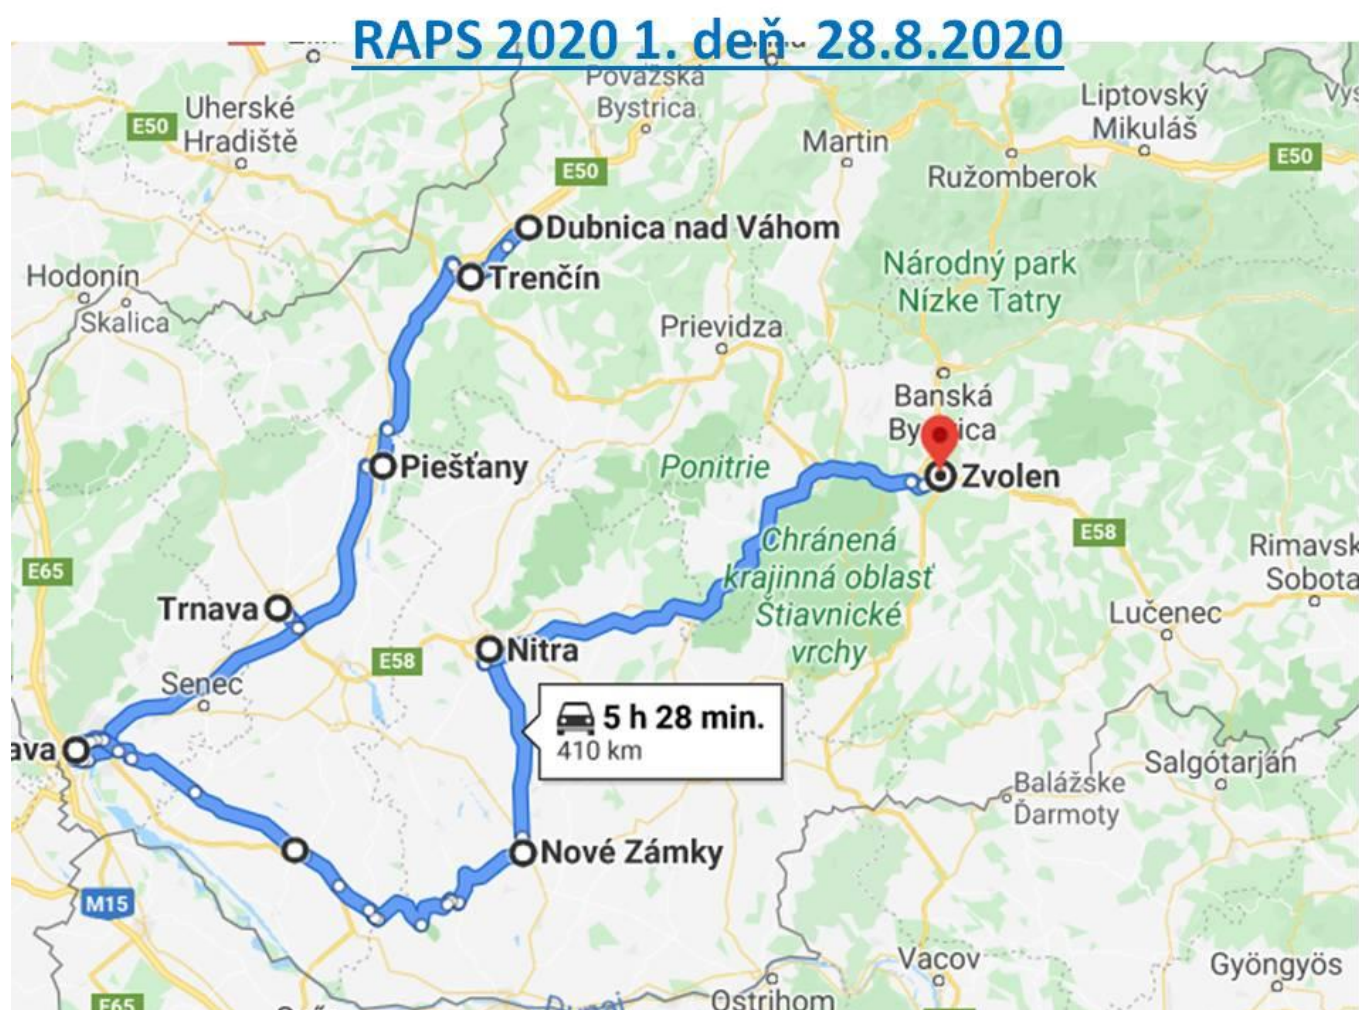 RAPS 2020 1. deň 28.8.2020
Považská
Bystrica
Uherské
Hradiště
E50
Liptovský
Mikuláš
Martin
E50
E50
Ružomberok
Dubnica nad Váhom
Trenčín
Národný park
Nízke Tatry
Hodonín
Skalica
Prievidza
Banská
Zvolen
Piešťany
Ponitrie
E58
Chránená
krajinná oblasť
Štiavnické
vrchy
Rimavsk
Sobota
E65
Trnava
Lučenec
Nitra
E58
Senec
5 h 28 min.
410 km
ava
Salgótarján
Balážske
Ďarmoty
Nové Zámky
M15
Vacov
Gyöngyös
Ostrihom
E65
Dunaj